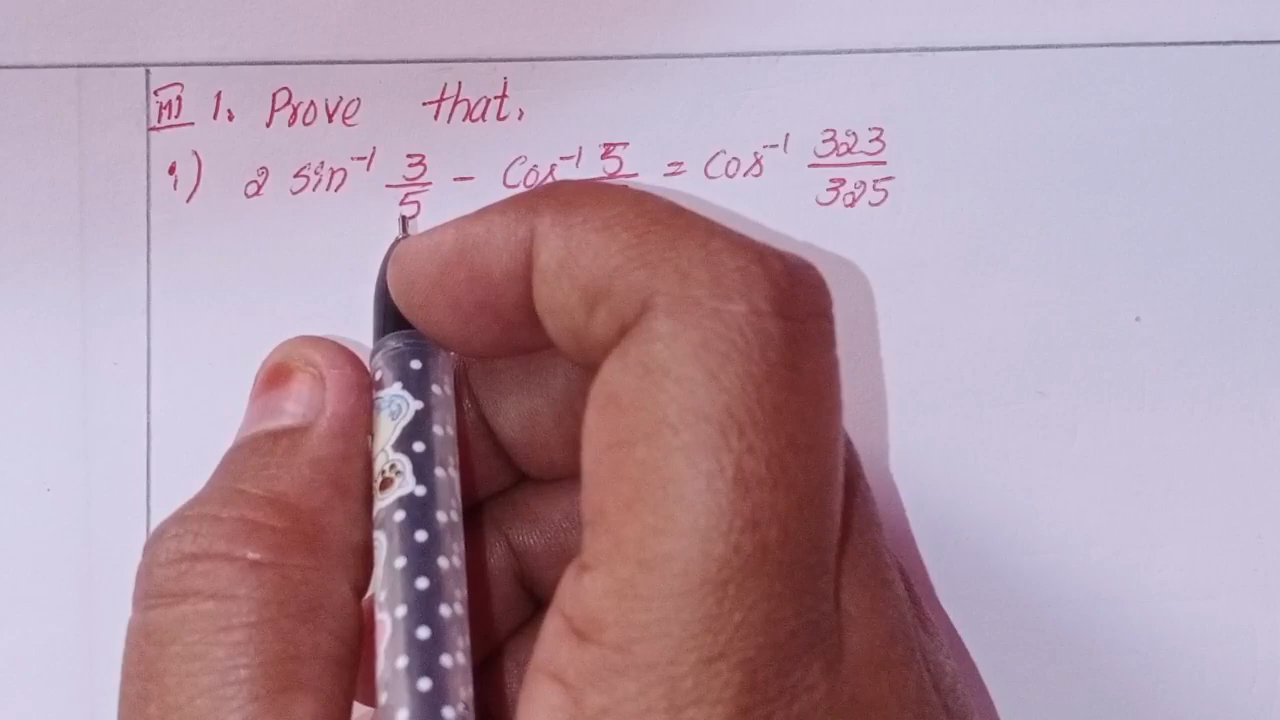 III 1. Prove that.
i) 2 sin⁻¹ 3/5 - Cos⁻¹ 5 = Cos⁻¹ 323/325